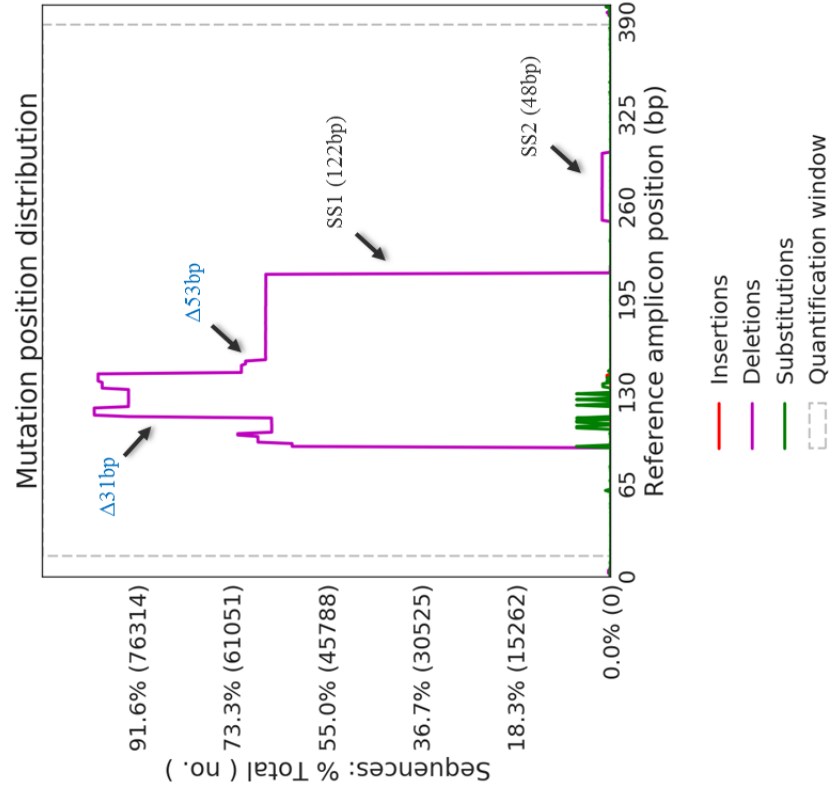 Mutation position distribution
Sequences: % Total ( no. )
91.6% (76314)
73.3% (61051)
55.0% (45788)
36.7% (30525)
18.3% (15262)
0.0% (0)
Δ31bp
Δ53bp
SS1 (122bp)
SS2 (48bp)
0
65
130
195
260
325
390
Reference amplicon position (bp)
Insertions
Deletions
Substitutions
Quantification window